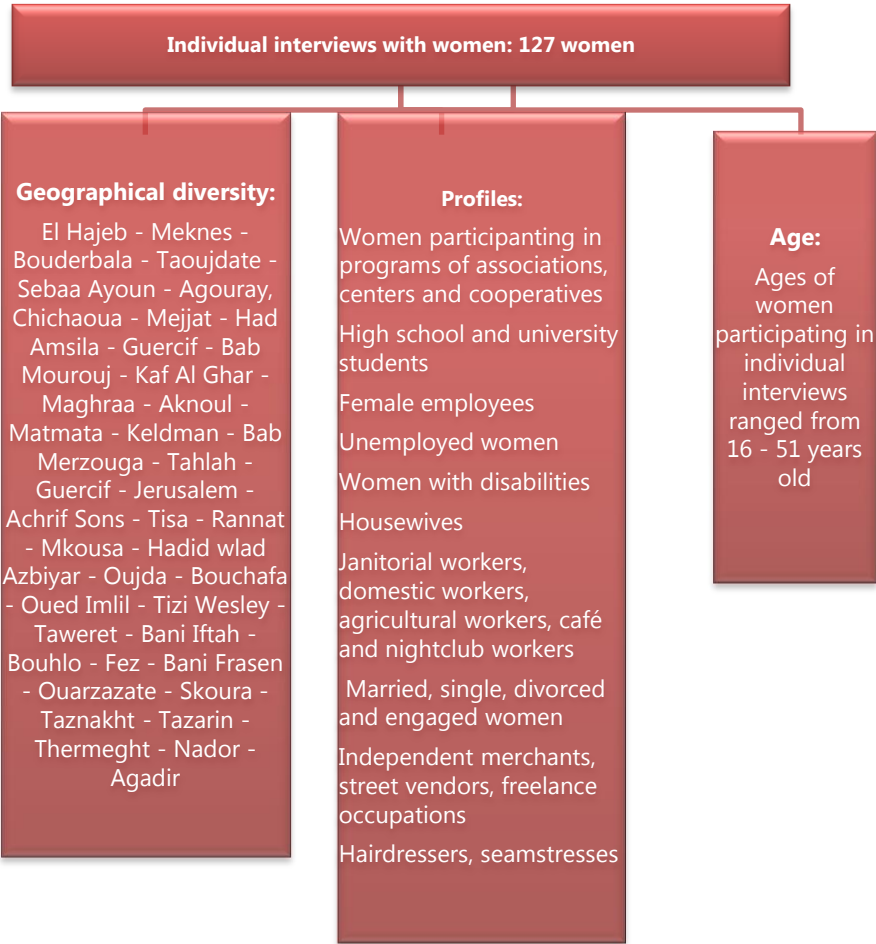 Individual interviews with women: 127 women
Geographical diversity:
El Hajeb - Meknes -
Bouderbala - Taoujdate -
Sebaa Ayoun - Agouray,
Chichaoua - Mejjat - Had
Amsila - Guercif - Bab
Mourouj - Kaf Al Ghar -
Maghraa - Aknoul -
Matmata - Keldman - Bab
Merzouga - Tahlah -
Guercif - Jerusalem -
Achrif Sons - Tisa - Rannat
- Mkousa - Hadid wlad
Azbiyar - Oujda - Bouchafa
- Oued Imlil - Tizi Wesley -
Taweret - Bani Iftah -
Bouhlo - Fez - Bani Frasen
- Ouarzazate - Skoura -
Taznakht - Tazarin -
Thermeght - Nador -
Agadir
Profiles:
Women participanting in
programs of associations,
centers and cooperatives
High school and university
students
Female employees
Unemployed women
Women with disabilities
Housewives
Janitorial workers,
domestic workers,
agricultural workers, café
and nightclub workers
Married, single, divorced
and engaged women
Independent merchants,
street vendors, freelance
occupations
Hairdressers, seamstresses
Age:
Ages of
women
participating in
individual
interviews
ranged from
16 - 51 years
old